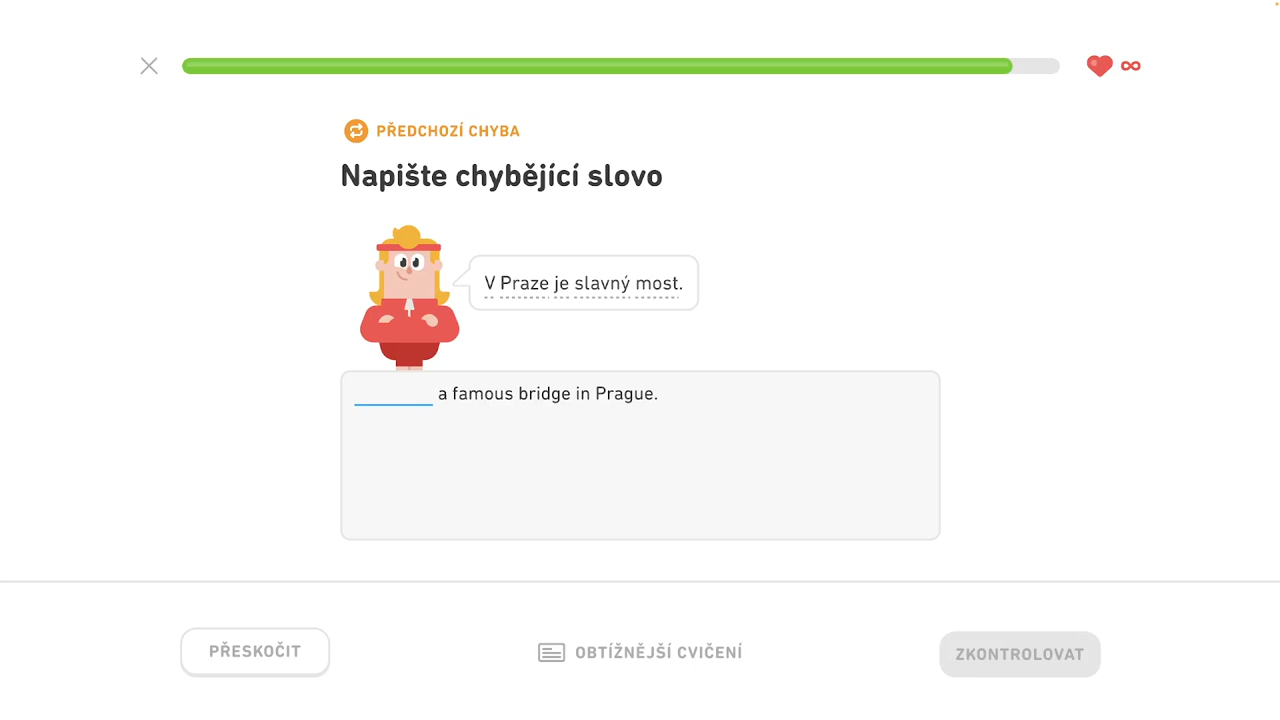 PŘEDCHOZÍ CHYBA
Napište chybějící slovo
V Praze je slavný most.
a famous bridge in Prague.
PŘESKOČIT
OBTÍŽNĚJŠÍ CVIČENÍ
ZKONTROLOVAT